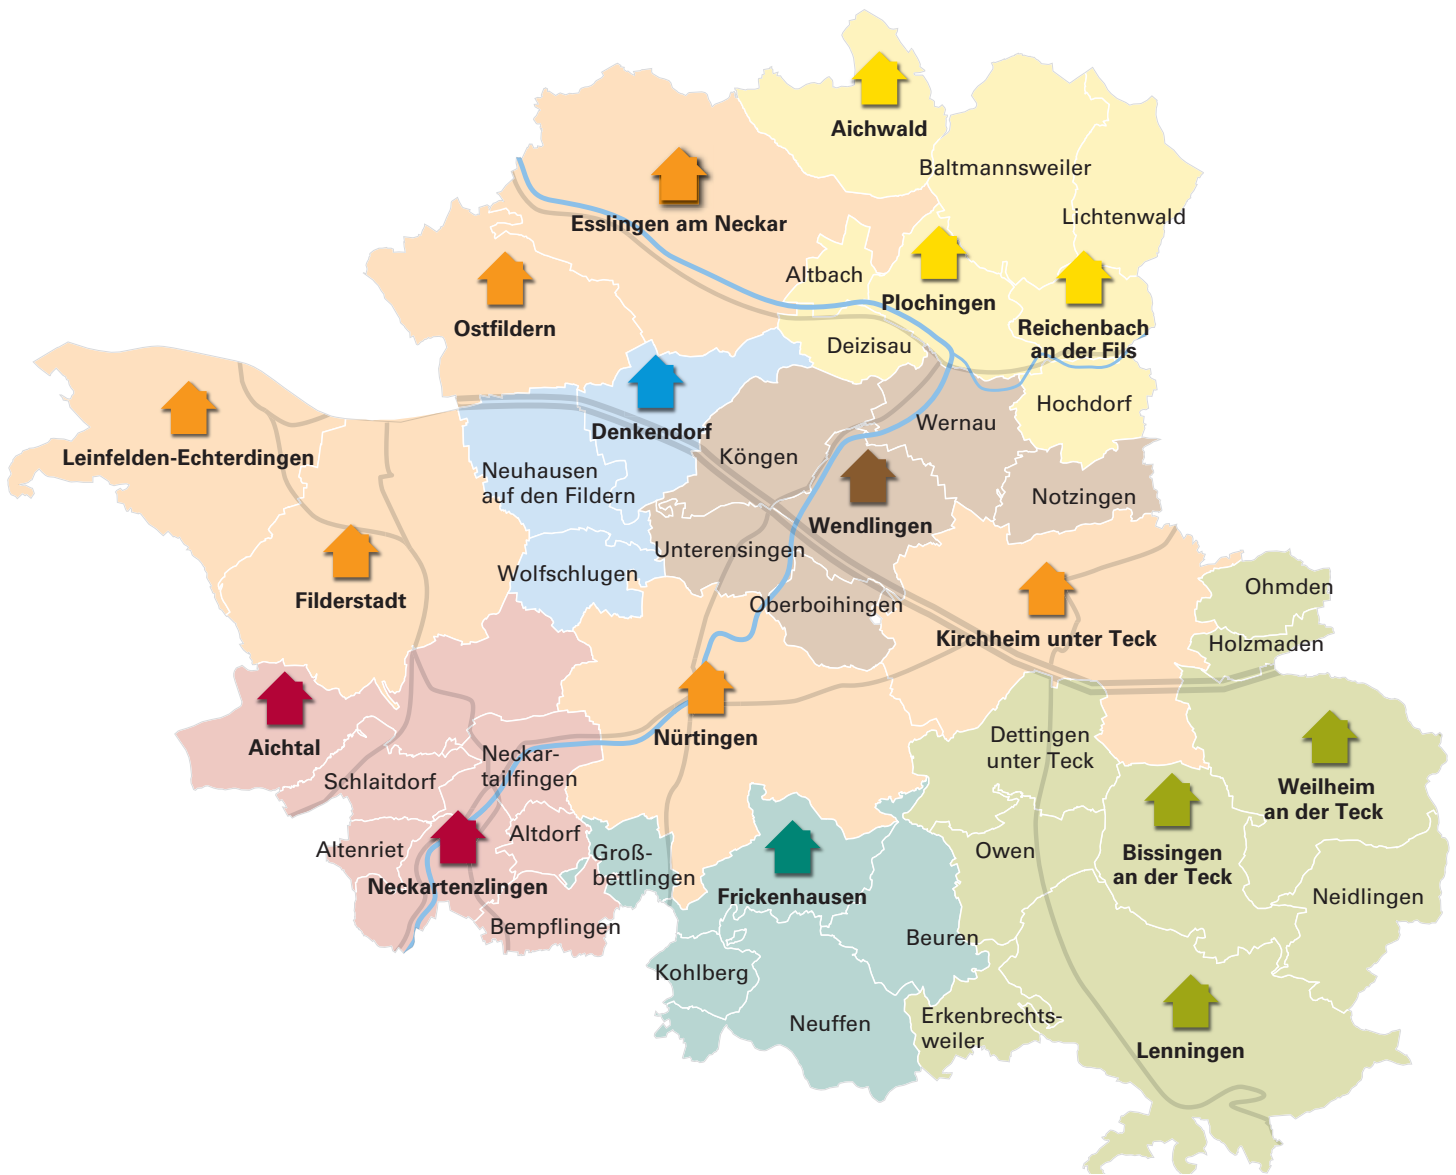 Aichwald
Baltmannsweiler
Lichtenwald
Esslingen am Neckar
Altbach
Plochingen
Ostfildern
Reichenbach
an der Fils
Deizisau
Hochdorf
Wernau
Denkendorf
Leinfelden-Echterdingen
Köngen
Neuhausen
auf den Fildern
Notzingen
Wendlingen
Unterensingen
Wolfschlugen
Ohmden
Filderstadt
Oberboihingen
Kirchheim unter Teck
Holzmaden
Nürtingen
Aichtal
Dettingen
unter Teck
Neckar-
tailfingen
Schlaitdorf
Weilheim
an der Teck
Altdorf
Altenriet
Groß-
bettlingen
Owen
Bissingen
an der Teck
Neckartenzlingen
Frickenhausen
Neidlingen
Bempflingen
Beuren
Kohlberg
Neuffen
Erkenbrechts-
weiler
Lenningen